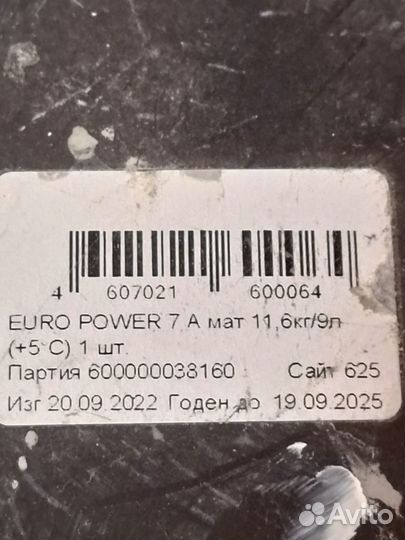 4 607021 600064
EURO POWER 7 А мат 11,6кг/9л
(+5°С) 1 шт.
Партия 600000038160 Сайт 625
Изг 20.09.2022 Годен до 19.09.2025
Avito